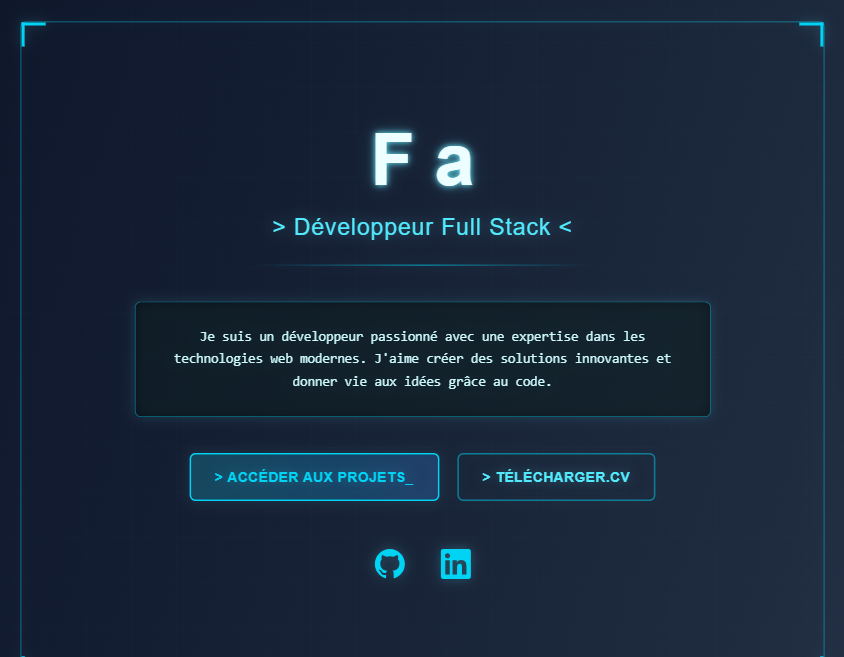 F a
> Développeur Full Stack <
Je suis un développeur passionné avec une expertise dans les
technologies web modernes. J'aime créer des solutions innovantes et
donner vie aux idées grâce au code.
> ACCÉDER AUX PROJETS_
> TÉLÉCHARGER.CV
in